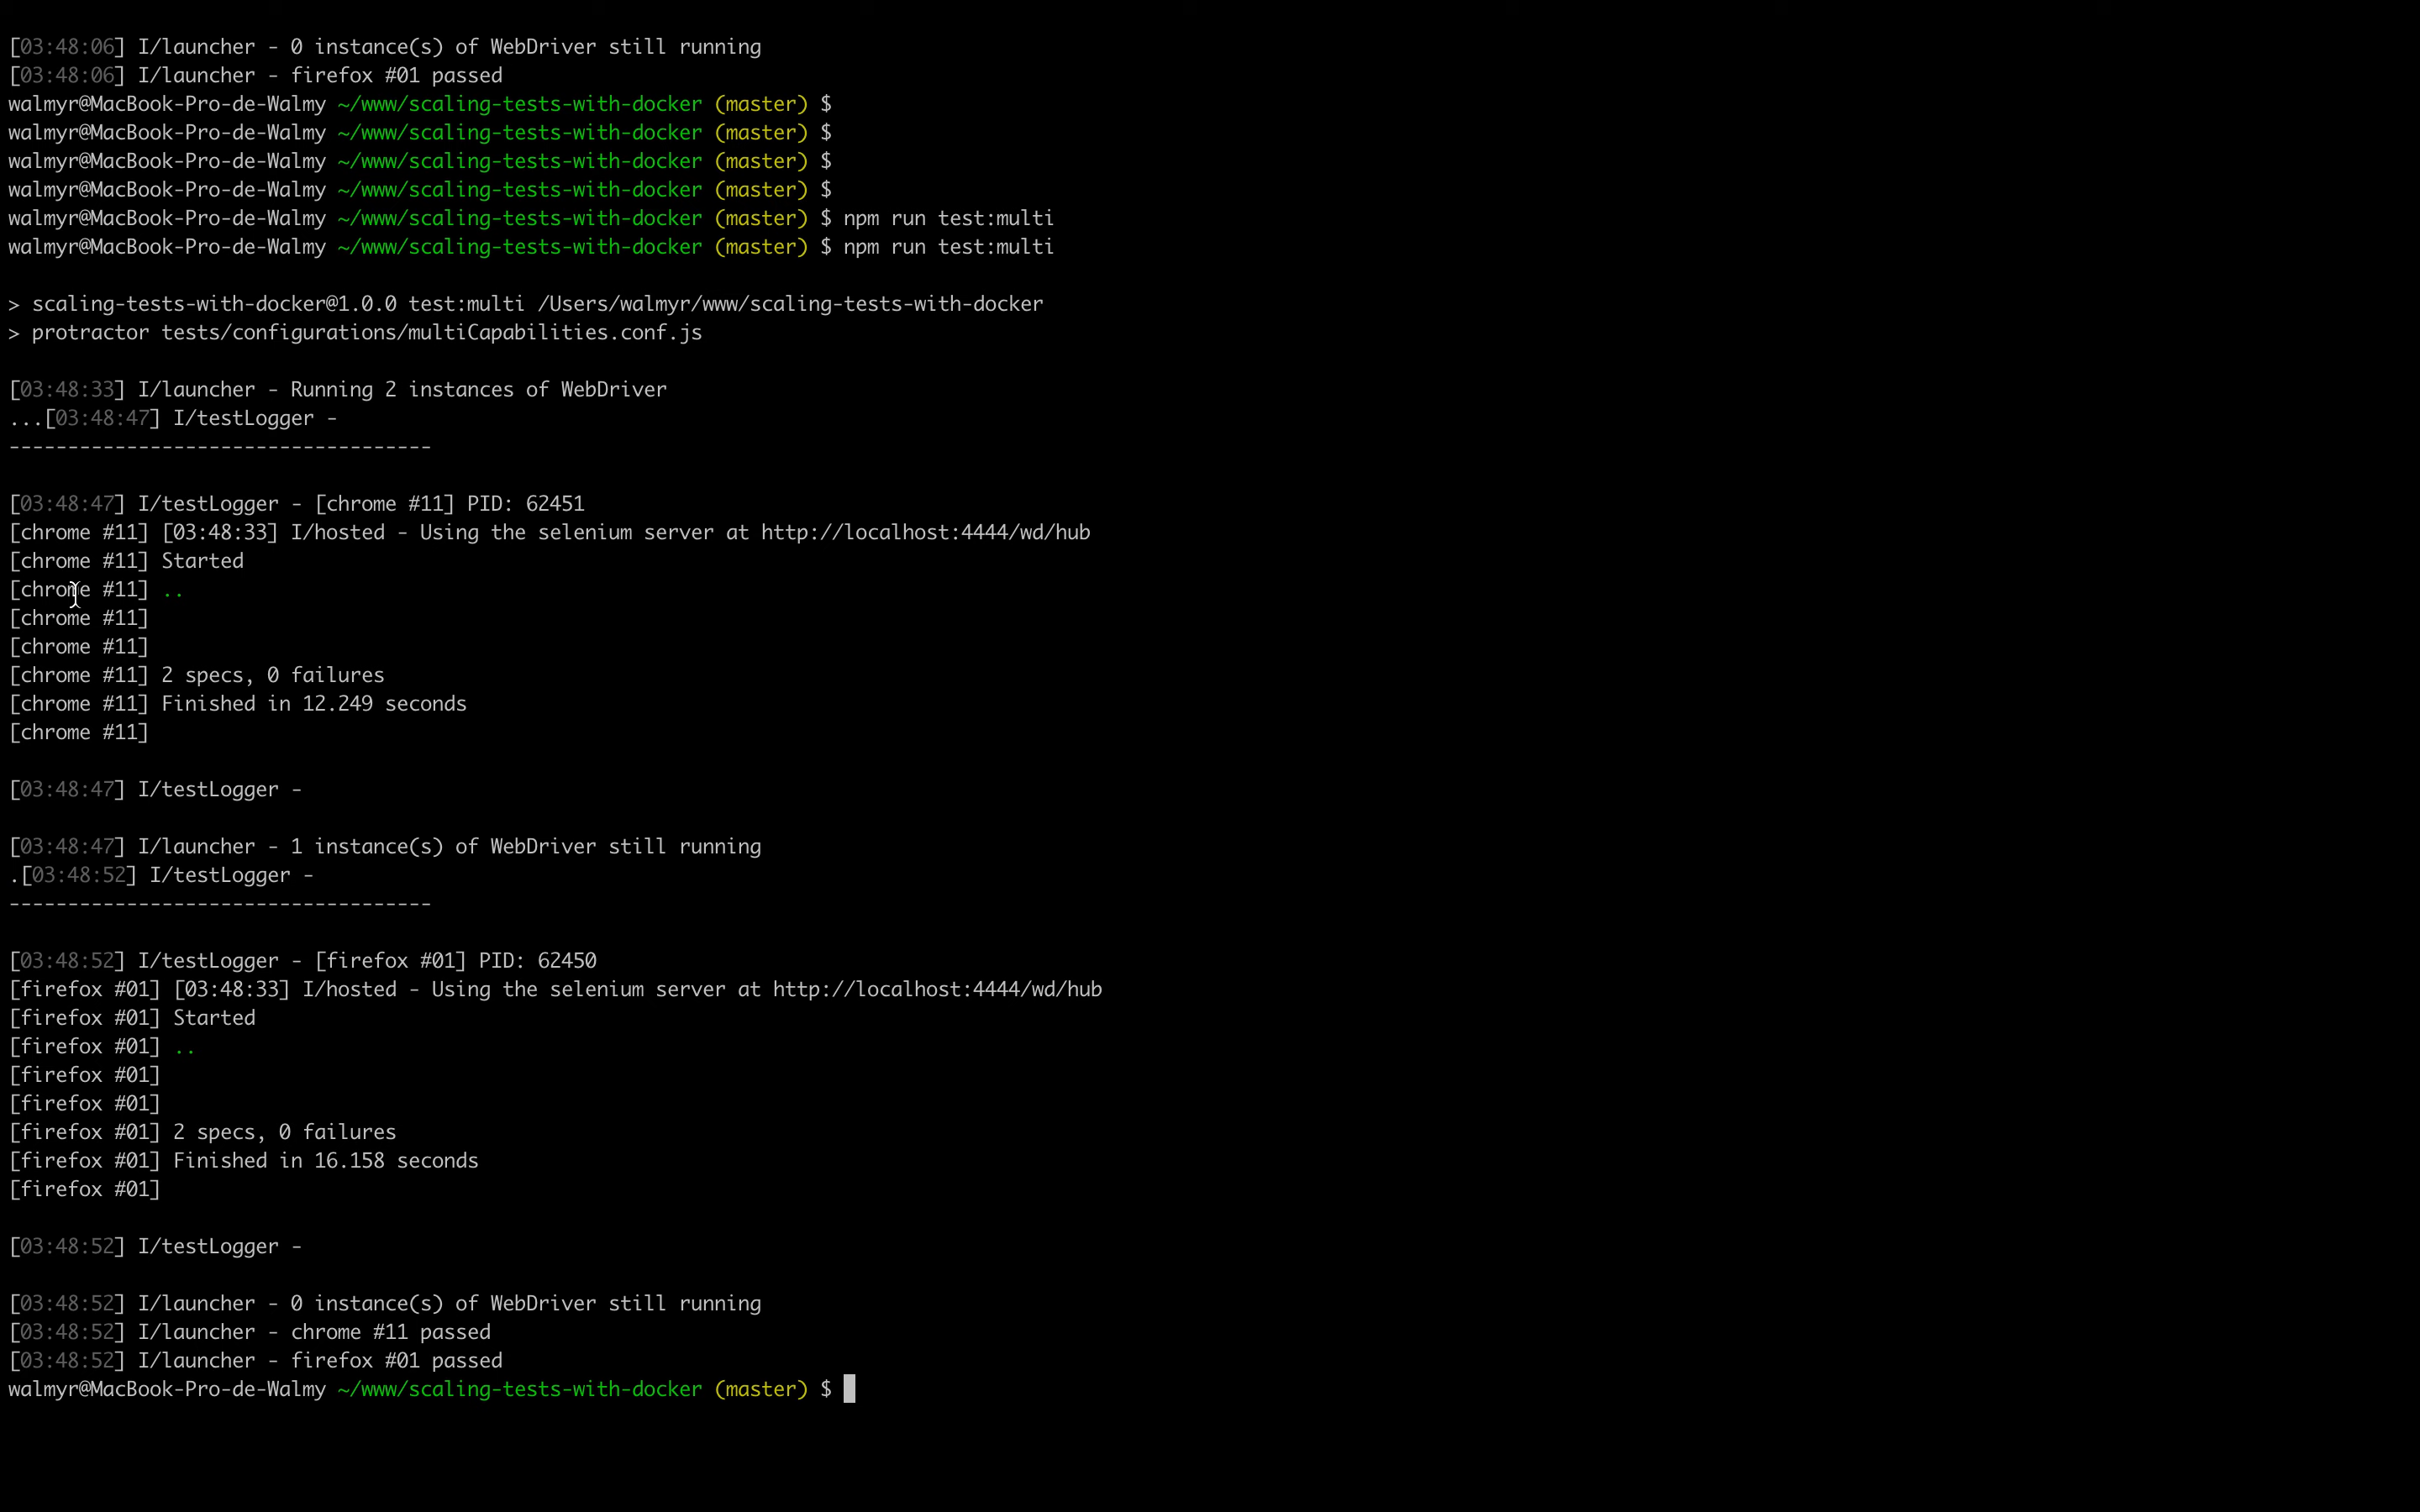 [03:48:06] I/launcher - 0 instance(s) of WebDriver still running
[03:48:06] I/launcher - firefox #01 passed
walmyr@MacBook-Pro-de-Walmy ~/www/scaling-tests-with-docker (master) $
walmyr@MacBook-Pro-de-Walmy ~/www/scaling-tests-with-docker (master) $
walmyr@MacBook-Pro-de-Walmy ~/www/scaling-tests-with-docker (master) $
walmyr@MacBook-Pro-de-Walmy ~/www/scaling-tests-with-docker (master) $
walmyr@MacBook-Pro-de-Walmy ~/www/scaling-tests-with-docker (master) $ npm run test:multi
walmyr@MacBook-Pro-de-Walmy ~/www/scaling-tests-with-docker (master) $ npm run test:multi
> scaling-tests-with-docker@1.0.0 test:multi /Users/walmyr/www/scaling-tests-with-docker
> protractor tests/configurations/multiCapabilities.conf.js
[03:48:33] I/launcher - Running 2 instances of WebDriver
...[03:48:47] I/testLogger -
------------------------------------
[03:48:47] I/testLogger - [chrome #11] PID: 62451
[chrome #11] [03:48:33] I/hosted - Using the selenium server at http://localhost:4444/wd/hub
[chrome #11] Started
[chrome #11] ..
[chrome #11]
[chrome #11]
[chrome #11] 2 specs, 0 failures
[chrome #11] Finished in 12.249 seconds
[chrome #11]
[03:48:47] I/testLogger -
[03:48:47] I/launcher - 1 instance(s) of WebDriver still running
.[03:48:52] I/testLogger -
------------------------------------
[03:48:52] I/testLogger - [firefox #01] PID: 62450
[firefox #01] [03:48:33] I/hosted - Using the selenium server at http://localhost:4444/wd/hub
[firefox #01] Started
[firefox #01] ..
[firefox #01]
[firefox #01]
[firefox #01] 2 specs, 0 failures
[firefox #01] Finished in 16.158 seconds
[firefox #01]
[03:48:52] I/testLogger -
[03:48:52] I/launcher - 0 instance(s) of WebDriver still running
[03:48:52] I/launcher - chrome #11 passed
[03:48:52] I/launcher - firefox #01 passed
walmyr@MacBook-Pro-de-Walmy ~/www/scaling-tests-with-docker (master) $